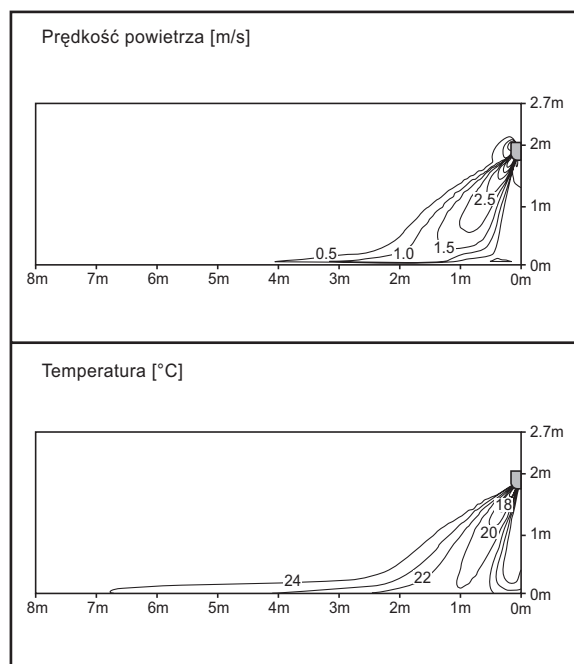 Prędkość powietrza [m/s]
2.7m
2m
2.5
1m
0.5
1.0
1.5
0m
8m 7m 6m 5m 4m 3m 2m 1m 0m
Temperatura [°C]
2.7m
2m
18
1m
20
24
22
0m
8m 7m 6m 5m 4m 3m 2m 1m 0m